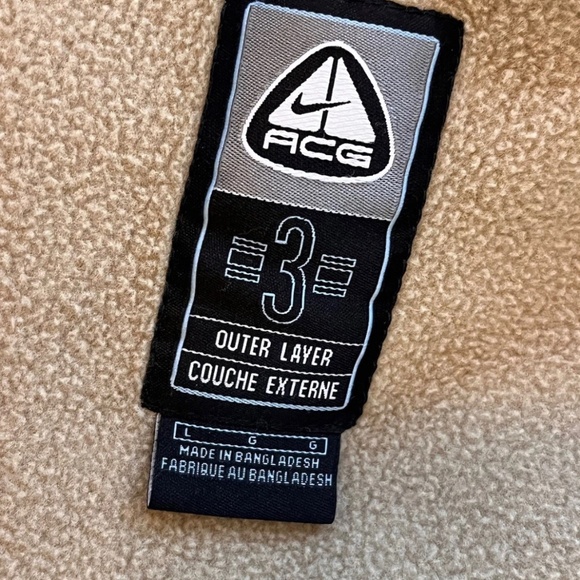 ACG
3
OUTER LAYER
COUCHE EXTERNE
L G G
MADE IN BANGLADESH
FABRIQUE AU BANGLADESH